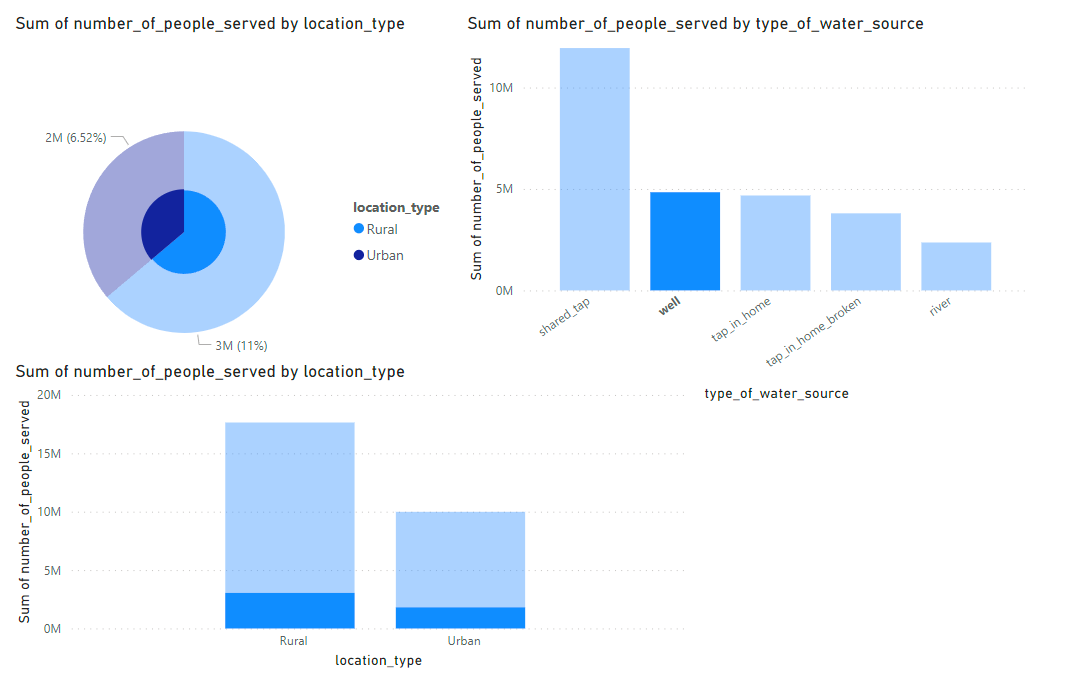 Sum of number_of_people_served by location_type
2M (6.52%)
3M (11%)
location_type
Rural
Urban
Sum of number_of_people_served by type_of_water_source
Sum of number_of_people_served
10M
5M
0M
shared_tap
well
tap_in_home
tap_in_home_broken
river
type_of_water_source
Sum of number_of_people_served by location_type
Sum of number_of_people_served
20M
15M
10M
5M
0M
Rural
Urban
location_type